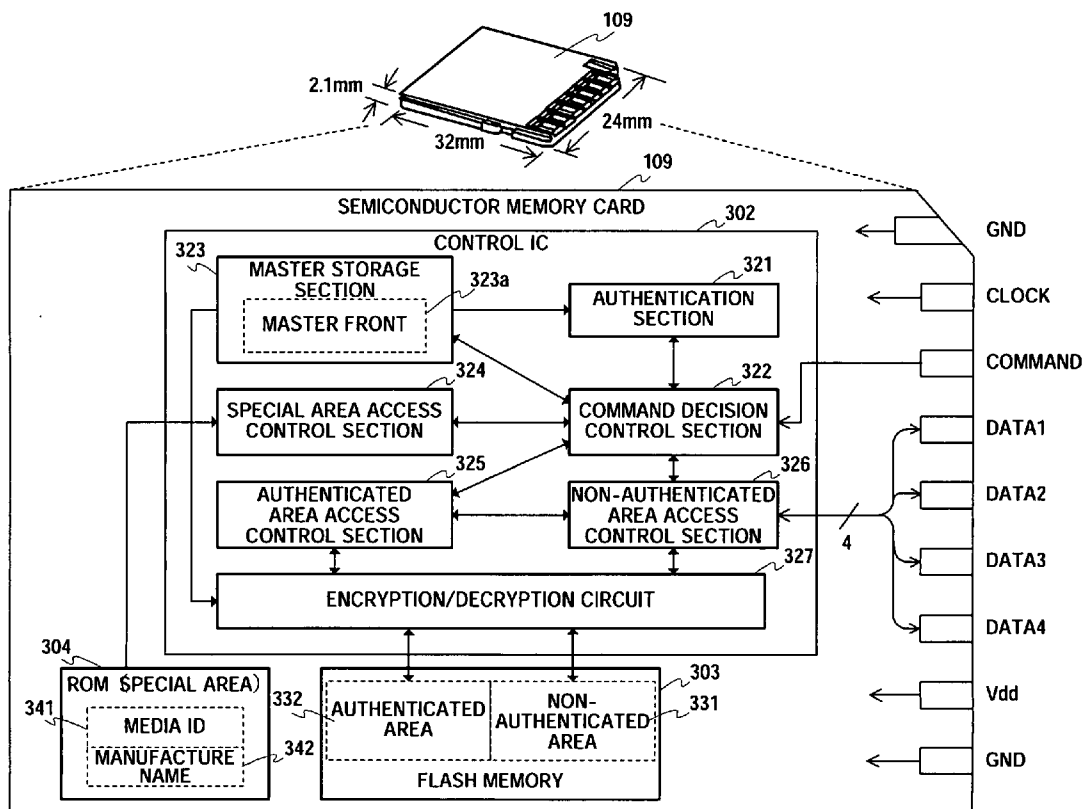 109
2.1mm
24mm
32mm
109
SEMICONDUCTOR MEMORY CARD
302
GND
CONTROL IC
323
MASTER STORAGE
SECTION
323a
MASTER FRONT
321
AUTHENTICATION
SECTION
CLOCK
COMMAND
324
SPECIAL AREA ACCESS
CONTROL SECTION
322
COMMAND DECISION
CONTROL SECTION
DATA1
325
AUTHENTICATED
AREA ACCESS
CONTROL SECTION
326
NON-AUTHENTICATED
AREA ACCESS
CONTROL SECTION
4
DATA2
DATA3
327
ENCRYPTION/DECRYPTION CIRCUIT
DATA4
304
ROM (SPECIAL AREA)
341
MEDIA ID
342
MANUFACTURE
NAME
303
332
AUTHENTICATED
AREA
NON-
AUTHENTICATED
AREA
331
FLASH MEMORY
Vdd
GND